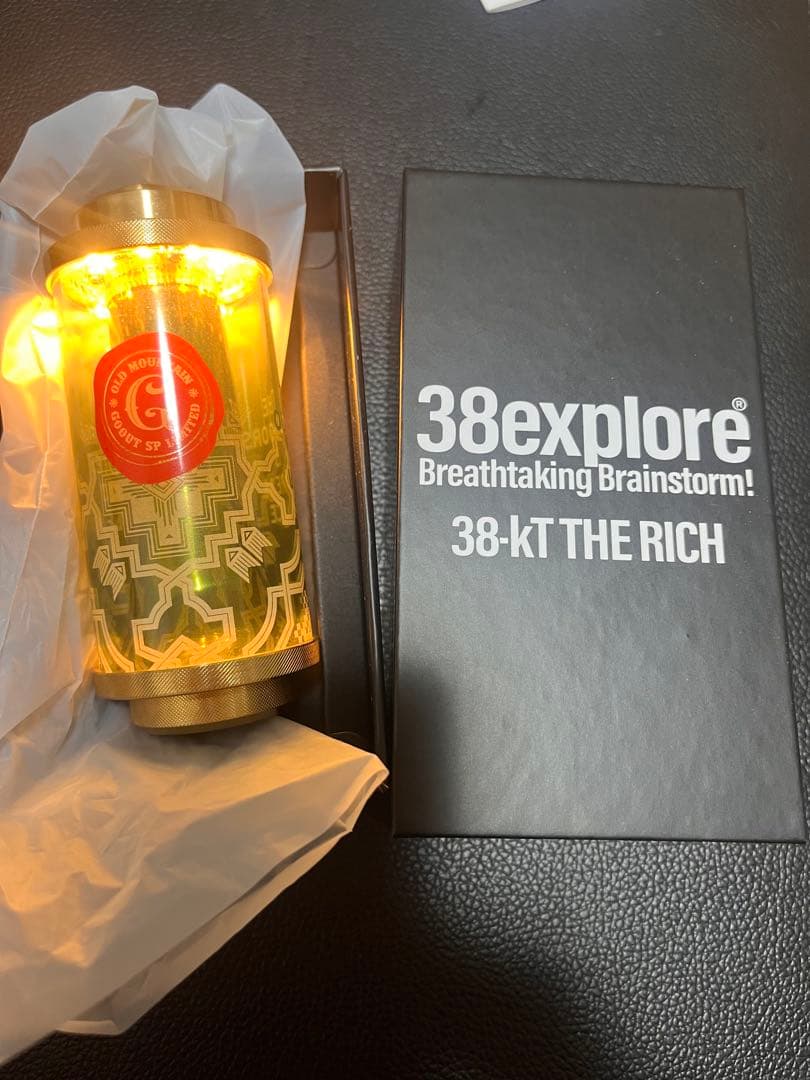 OLD MOUNTAIN
G
GOOUT SP LIMITED
38explore®
Breathtaking Brainstorm!
38-kT THE RICH